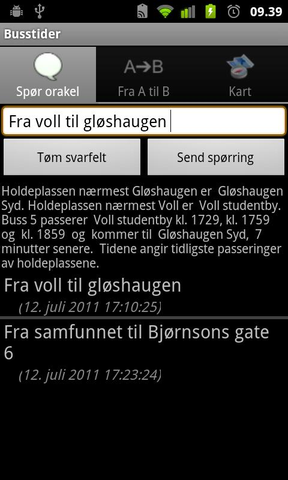 09.39
Busstider
A➔B
Spør orakel
Fra A til B
Kart
Fra voll til gløshaugen
Tøm svarfelt
Send spørring
Holdeplassen nærmest Gløshaugen er Gløshaugen
Syd. Holdeplassen nærmest Voll er Voll studentby.
Buss 5 passerer Voll studentby kl. 1729, kl. 1759
og kl. 1859 og kommer til Gløshaugen Syd, 7
minutter senere. Tidene angir tidligste passeringer
av holdeplassene.
Fra voll til gløshaugen
(12. juli 2011 17:10:25)
Fra samfunnet til Bjørnsons gate
6
(12. juli 2011 17:23:24)